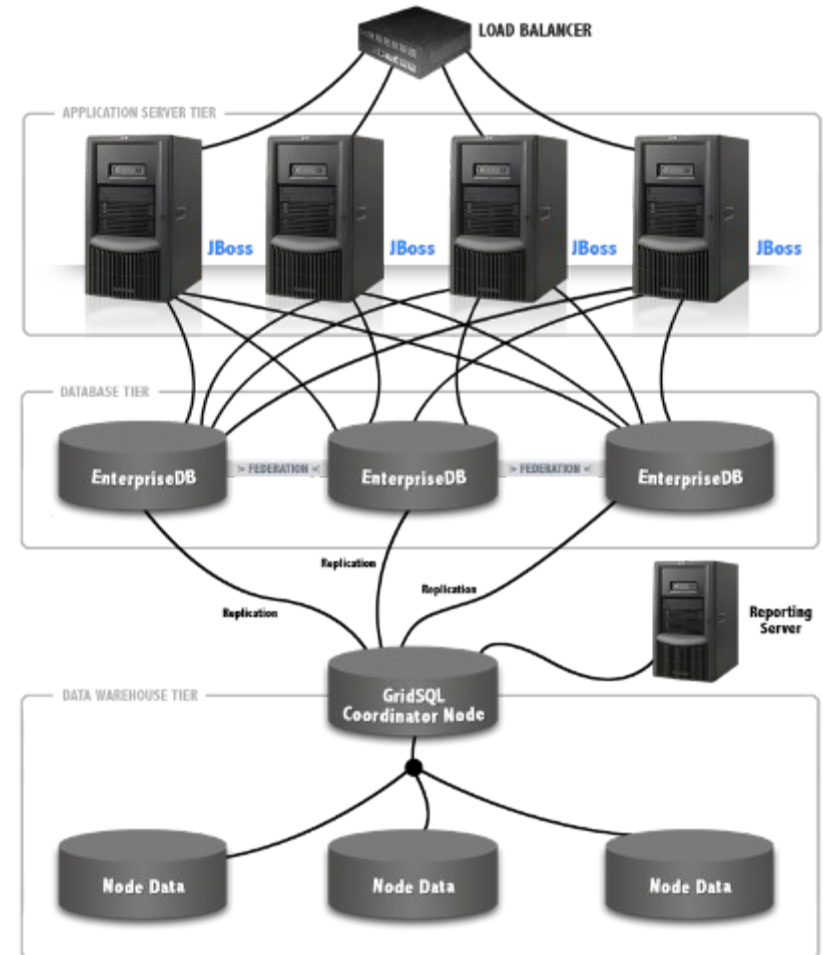 LOAD BALANCER
APPLICATION SERVER TIER
JBoss
JBoss
JBoss
JBoss
DATABASE TIER
EnterpriseDB
> FEDERATION <
EnterpriseDB
> FEDERATION <
EnterpriseDB
Replication
Replication
Replication
Reporting
Server
DATA WAREHOUSE TIER
GridSQL
Coordinator Node
Node Data
Node Data
Node Data